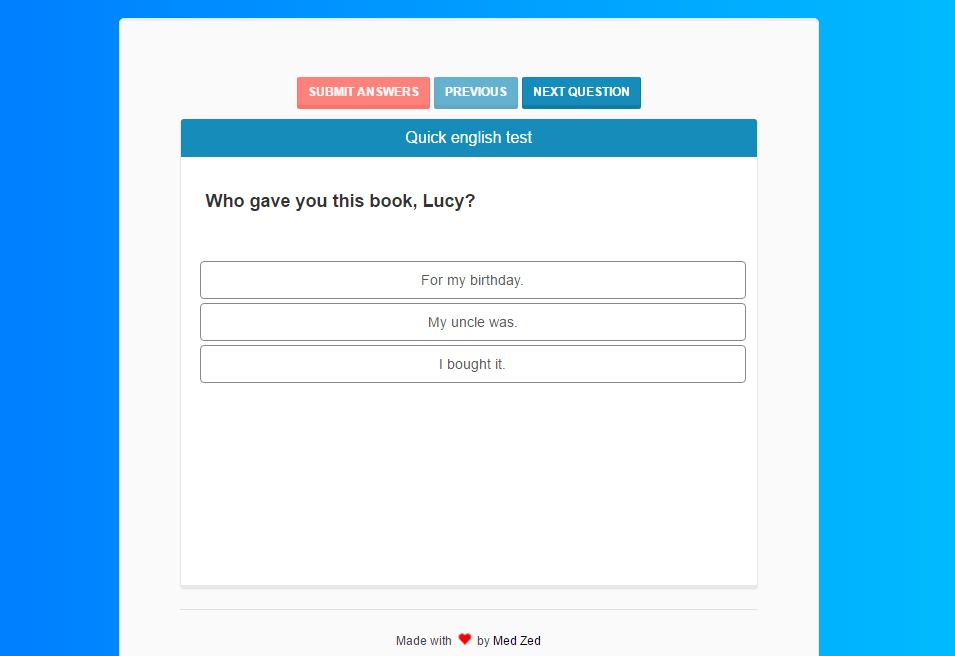 SUBMIT ANSWERS PREVIOUS NEXT QUESTION
Quick english test
Who gave you this book, Lucy?
For my birthday.
My uncle was.
I bought it.
Made with by Med Zed